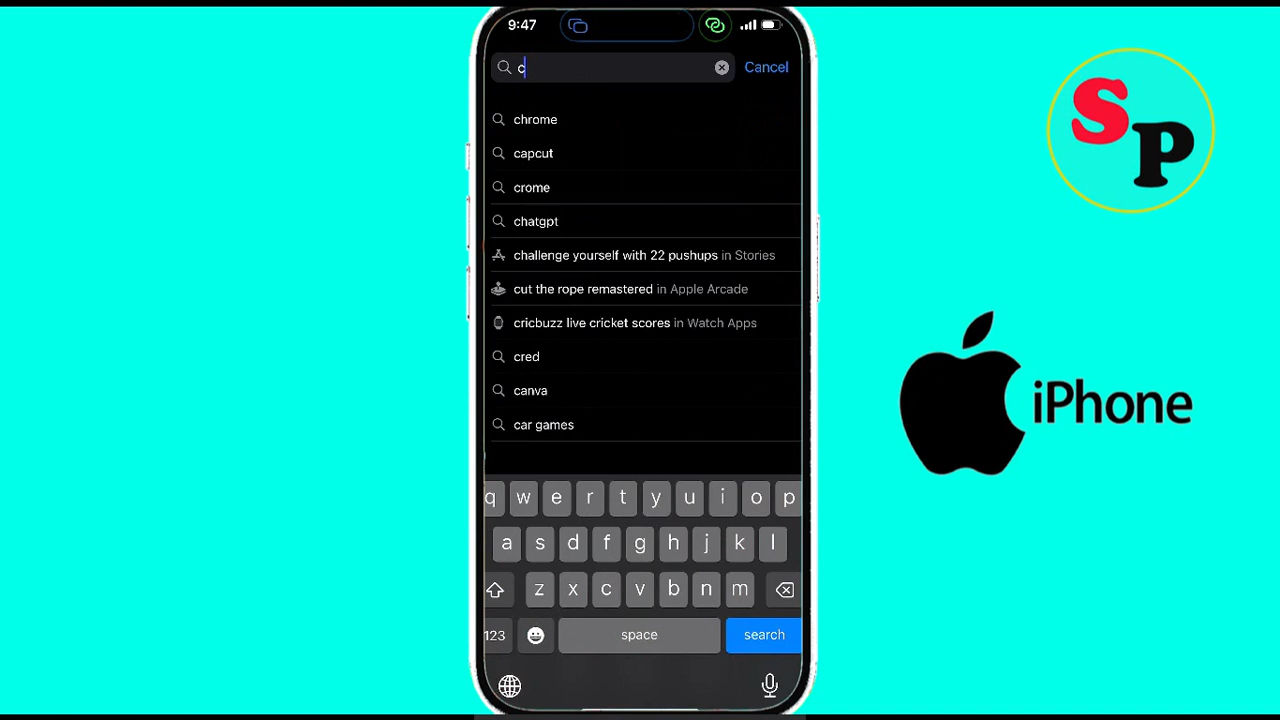 9:47
c
Cancel
chrome
capcut
crome
chatgpt
challenge yourself with 22 pushups in Stories
cut the rope remastered in Apple Arcade
cricbuzz live cricket scores in Watch Apps
cred
canva
car games
q w e r t y u i o p
a s d f g h j k l
z x c v b n m
123 space search
SP
iPhone